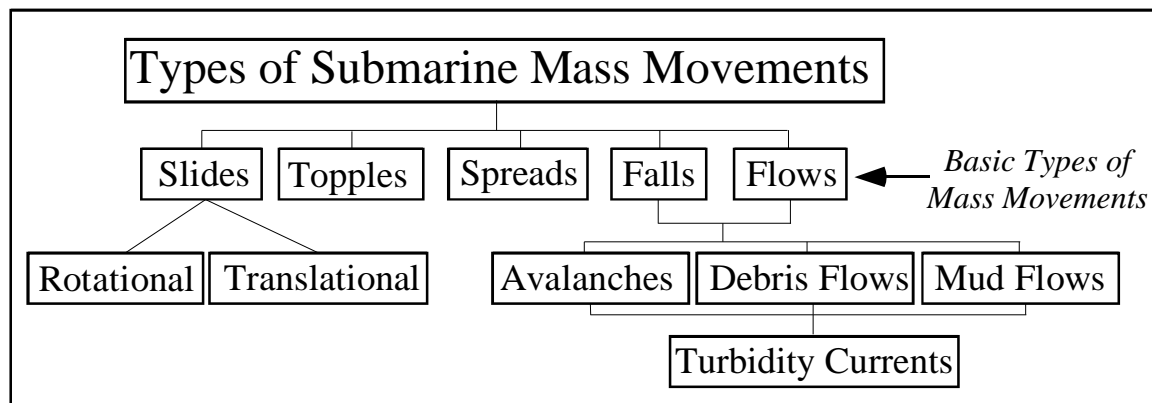 Types of Submarine Mass Movements
Slides
Topples
Spreads
Falls
Flows
Basic Types of
Mass Movements
Rotational
Translational
Avalanches
Debris Flows
Mud Flows
Turbidity Currents